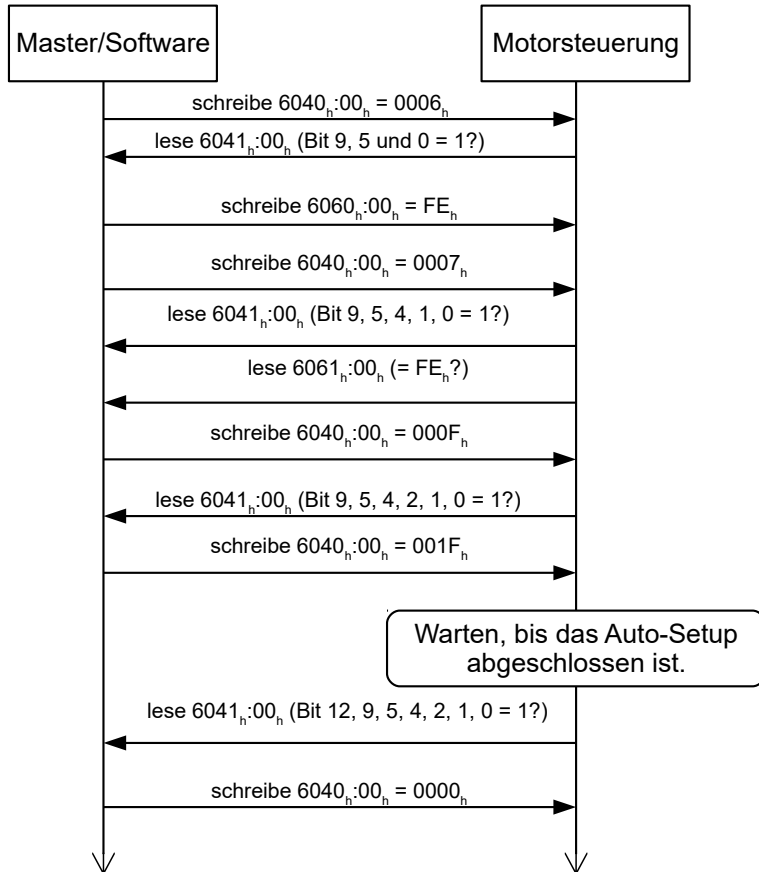 Master/Software
Motorsteuerung
schreibe 6040ₕ:00ₕ = 0006ₕ
lese 6041ₕ:00ₕ (Bit 9, 5 und 0 = 1?)
schreibe 6060ₕ:00ₕ = FEₕ
schreibe 6040ₕ:00ₕ = 0007ₕ
lese 6041ₕ:00ₕ (Bit 9, 5, 4, 1, 0 = 1?)
lese 6061ₕ:00ₕ (= FEₕ?)
schreibe 6040ₕ:00ₕ = 000Fₕ
lese 6041ₕ:00ₕ (Bit 9, 5, 4, 2, 1, 0 = 1?)
schreibe 6040ₕ:00ₕ = 001Fₕ
Warten, bis das Auto-Setup
abgeschlossen ist.
lese 6041ₕ:00ₕ (Bit 12, 9, 5, 4, 2, 1, 0 = 1?)
schreibe 6040ₕ:00ₕ = 0000ₕ